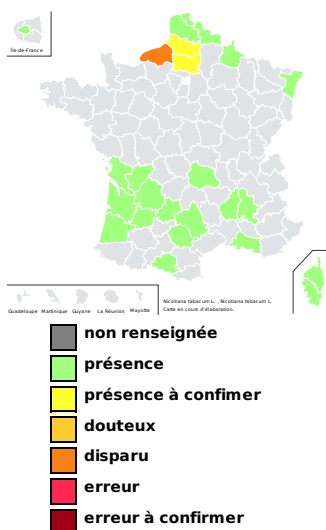 Île-de-France
Guadeloupe Martinique Guyane La Réunion Mayotte
Nicotiana tabacum L. , Nicotiana tabacum L.
Carte en cours d'élaboration.
non renseignée
présence
présence à confimer
douteux
disparu
erreur
erreur à confirmer